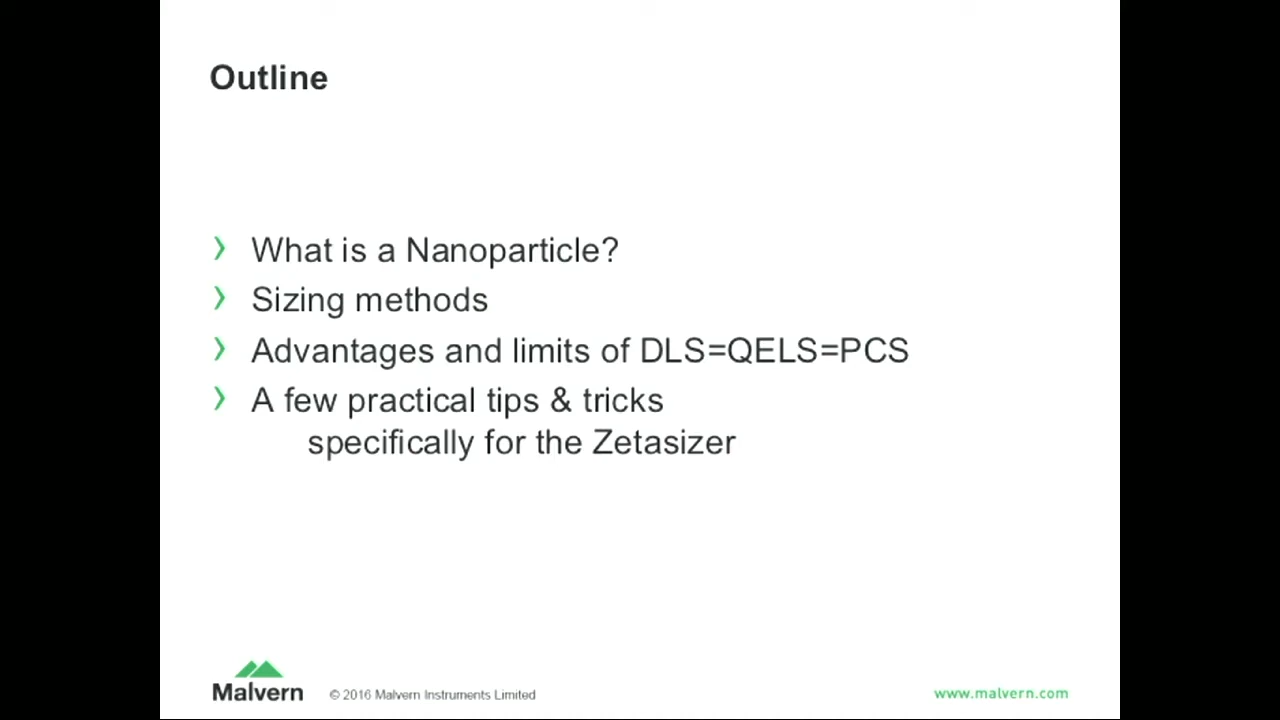 Outline
What is a Nanoparticle?
Sizing methods
Advantages and limits of DLS=QELS=PCS
A few practical tips & tricks
specifically for the Zetasizer
Malvern
© 2016 Malvern Instruments Limited
www.malvern.com